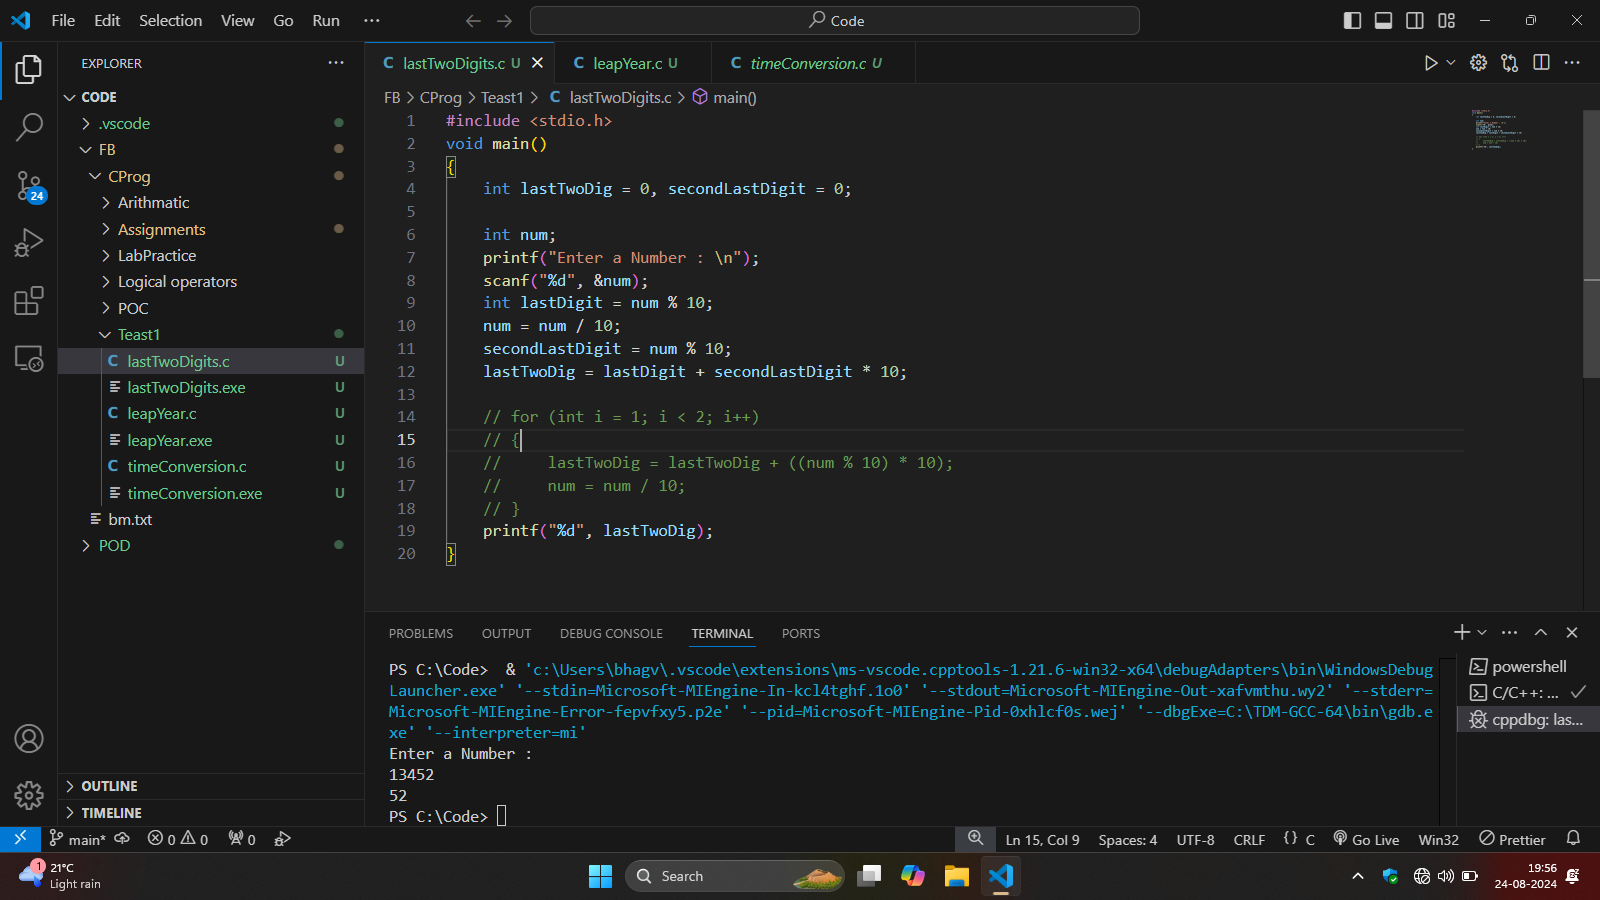 File Edit Selection View Go Run ··· Code
EXPLORER ···
CODE
.vscode
FB
CProg
Arithmatic
Assignments
LabPractice
Logical operators
POC
Teast1
C lastTwoDigits.c U
lastTwoDigits.exe U
C leapYear.c U
leapYear.exe U
C timeConversion.c U
timeConversion.exe U
bm.txt
POD
OUTLINE
TIMELINE
24
C lastTwoDigits.c U C leapYear.c U C timeConversion.c U
FB > CProg > Teast1 > C lastTwoDigits.c > main()
1 #include <stdio.h>
2 void main()
3 {
4 int lastTwoDig = 0, secondLastDigit = 0;
5
6 int num;
7 printf("Enter a Number : \n");
8 scanf("%d", &num);
9 int lastDigit = num % 10;
10 num = num / 10;
11 secondLastDigit = num % 10;
12 lastTwoDig = lastDigit + secondLastDigit * 10;
13
14 // for (int i = 1; i < 2; i++)
15 // {
16 // lastTwoDig = lastTwoDig + ((num % 10) * 10);
17 // num = num / 10;
18 // }
19 printf("%d", lastTwoDig);
20 }
PROBLEMS OUTPUT DEBUG CONSOLE TERMINAL PORTS
PS C:\Code> & 'c:\Users\bhagv\.vscode\extensions\ms-vscode.cpptools-1.21.6-win32-x64\debugAdapters\bin\WindowsDebug
Launcher.exe' '--stdin=Microsoft-MIEngine-In-kcl4tghf.1o0' '--stdout=Microsoft-MIEngine-Out-xafvmthu.wy2' '--stderr=
Microsoft-MIEngine-Error-fepvfxy5.p2e' '--pid=Microsoft-MIEngine-Pid-0xhlcf0s.wej' '--dbgExe=C:\TDM-GCC-64\bin\gdb.e
xe' '--interpreter=mi'
Enter a Number :
13452
52
PS C:\Code>
powershell
C/C++: ...
cppdbg: las...
main* 0 0 0 Ln 15, Col 9 Spaces: 4 UTF-8 CRLF {} C Go Live Win32 Prettier
1 21°C
Light rain
Search
19:56
24-08-2024